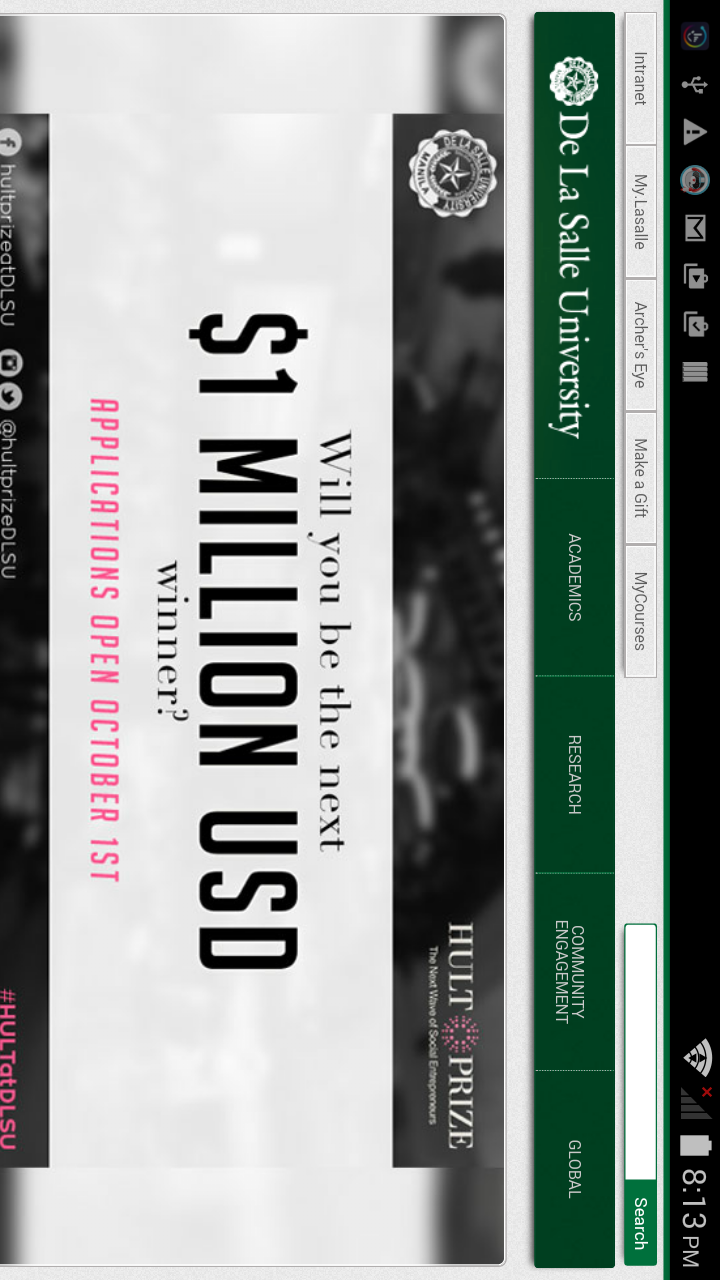 8:13 PM
Intranet
My.Lasalle
Archer's Eye
Make a Gift
MyCourses
Search
De La Salle University
ACADEMICS
RESEARCH
COMMUNITY
ENGAGEMENT
GLOBAL
DE LA SALLE UNIVERSITY
MANILA
HULT PRIZE
The Next Wave of Social Entrepreneurs
Will you be the next
$1 MILLION USD
winner?
APPLICATIONS OPEN OCTOBER 1ST
hultprizeatDLSU
@hultprizeDLSU
#HULTatDLSU